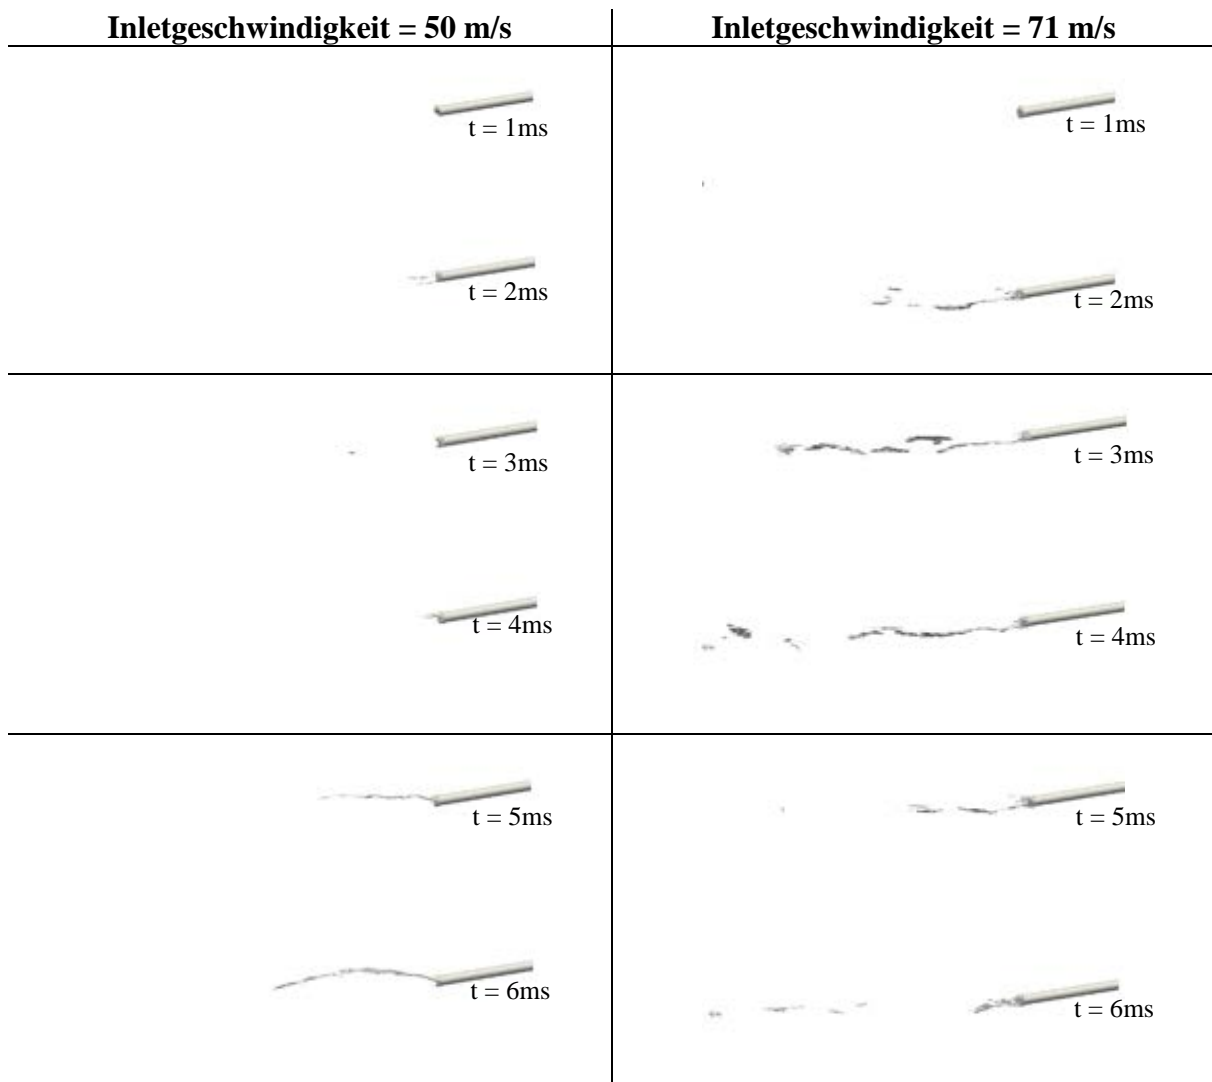 Inletgeschwindigkeit = 50 m/s
Inletgeschwindigkeit = 71 m/s
t = 1ms
t = 1ms
t = 2ms
t = 2ms
t = 3ms
t = 3ms
t = 4ms
t = 4ms
t = 5ms
t = 5ms
t = 6ms
t = 6ms